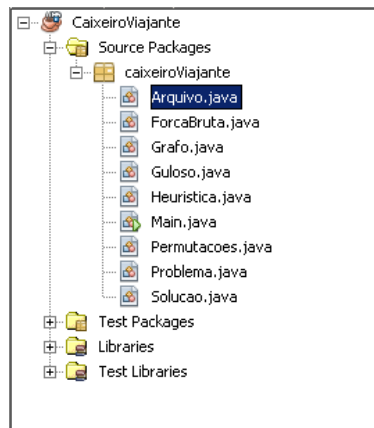 CaixeiroViajante
Source Packages
caixeiroViajante
Arquivo.java
ForcaBruta.java
Grafo.java
Guloso.java
Heuristica.java
Main.java
Permutacoes.java
Problema.java
Solucao.java
Test Packages
Libraries
Test Libraries